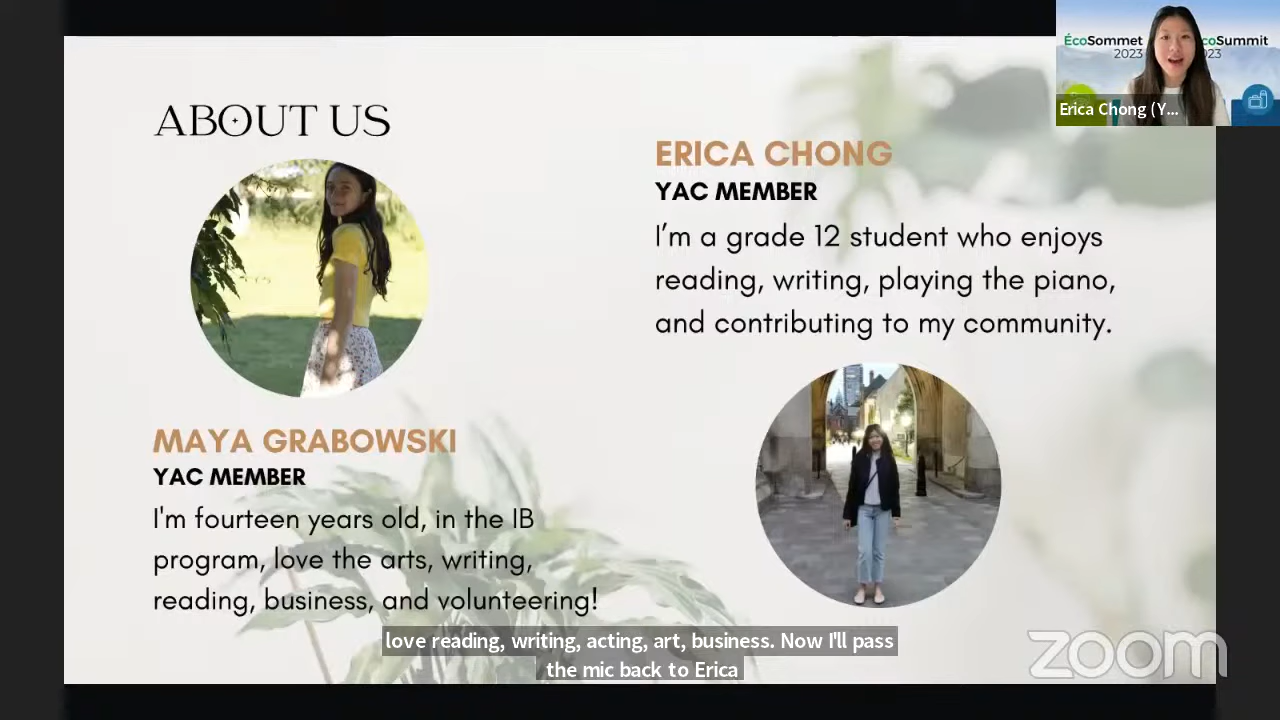 ABOUT US
MAYA GRABOWSKI
YAC MEMBER
I'm fourteen years old, in the IB
program, love the arts, writing,
reading, business, and volunteering!
ERICA CHONG
YAC MEMBER
I’m a grade 12 student who enjoys
reading, writing, playing the piano,
and contributing to my community.
ÉcoSommet
2023
coSummit
023
Erica Chong (Y...
love reading, writing, acting, art, business. Now I'll pass
the mic back to Erica
zoom